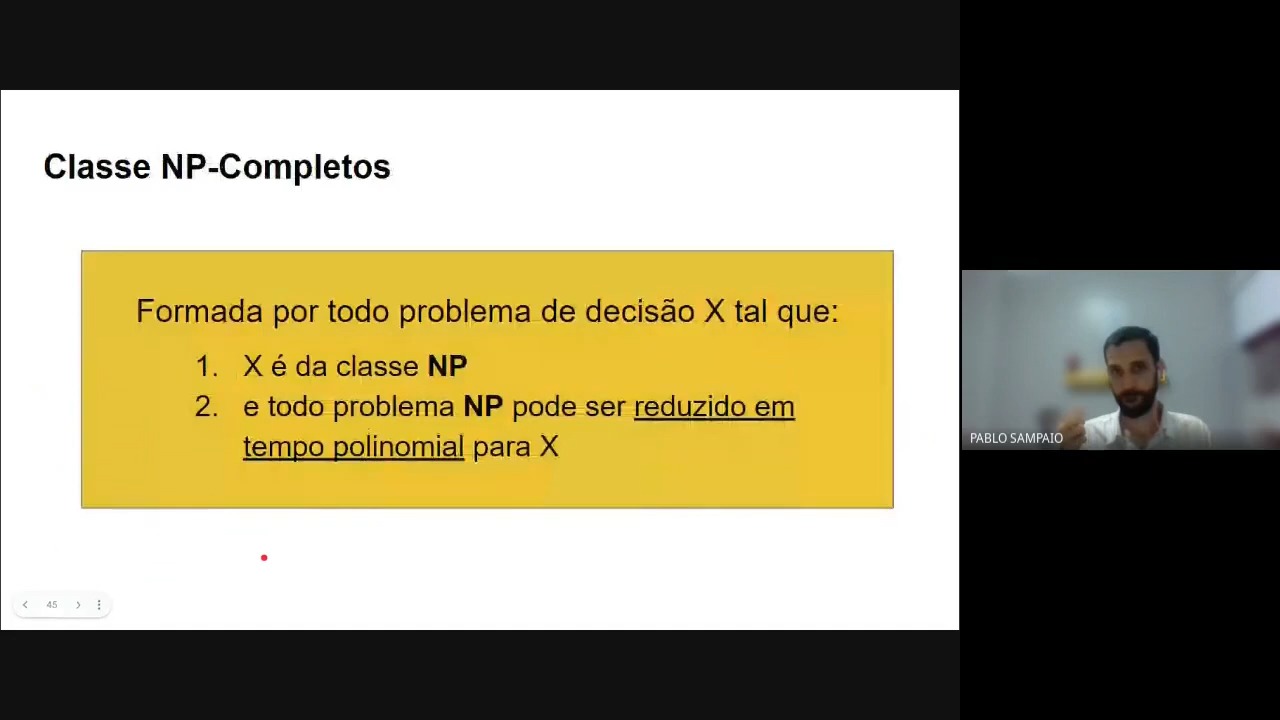 Classe NP-Completos
Formada por todo problema de decisão X tal que:
1. X é da classe NP
2. e todo problema NP pode ser reduzido em
tempo polinomial para X
45
PABLO SAMPAIO